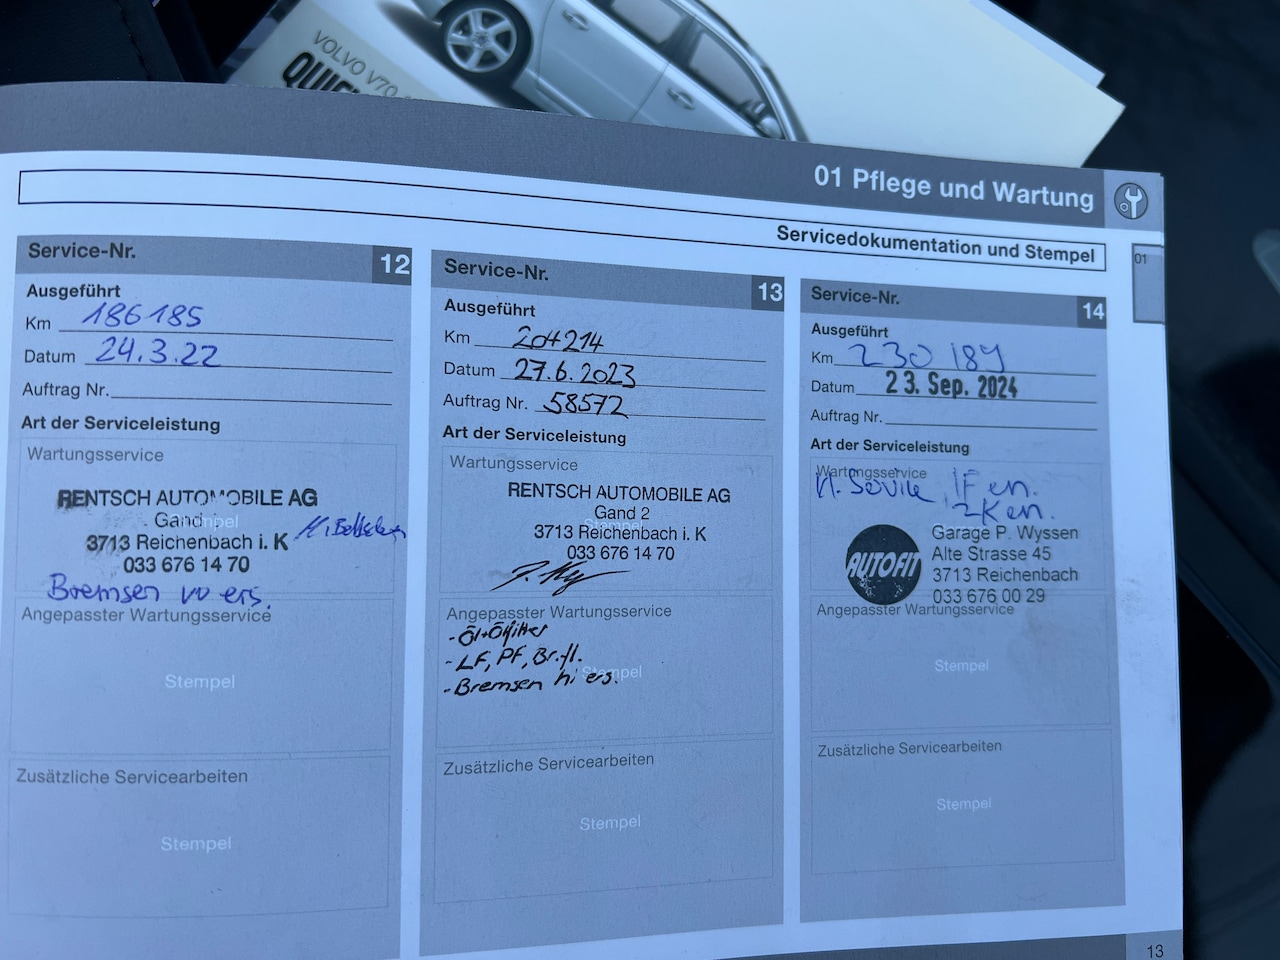 VOLVO V70
QUI
01 Pflege und Wartung
Servicedokumentation und Stempel
01
Service-Nr. 12
Ausgeführt
Km 186185
Datum 24.3.22
Auftrag Nr.
Art der Serviceleistung
Wartungsservice
RENTSCH AUTOMOBILE AG
Gand
3713 Reichenbach i. K
033 676 14 70
Bremsen vo ers.
Angepasster Wartungsservice
Stempel
Zusätzliche Servicearbeiten
Stempel
Service-Nr. 13
Ausgeführt
Km 204214
Datum 27.6.2023
Auftrag Nr. 58572
Art der Serviceleistung
Wartungsservice
RENTSCH AUTOMOBILE AG
Gand 2
3713 Reichenbach i. K
033 676 14 70
Angepasster Wartungsservice
- Öl+Ölfilter
- LF, PF, Br.fl.
Stempel
- Bremsen hi ers.
Zusätzliche Servicearbeiten
Stempel
Service-Nr. 14
Ausgeführt
Km 230 189
Datum 23. Sep. 2024
Auftrag Nr.
Art der Serviceleistung
Wartungsservice
AUTOFIT
Garage P. Wyssen
Alte Strasse 45
3713 Reichenbach
033 676 00 29
Angepasster Wartungsservice
Stempel
Zusätzliche Servicearbeiten
Stempel
13